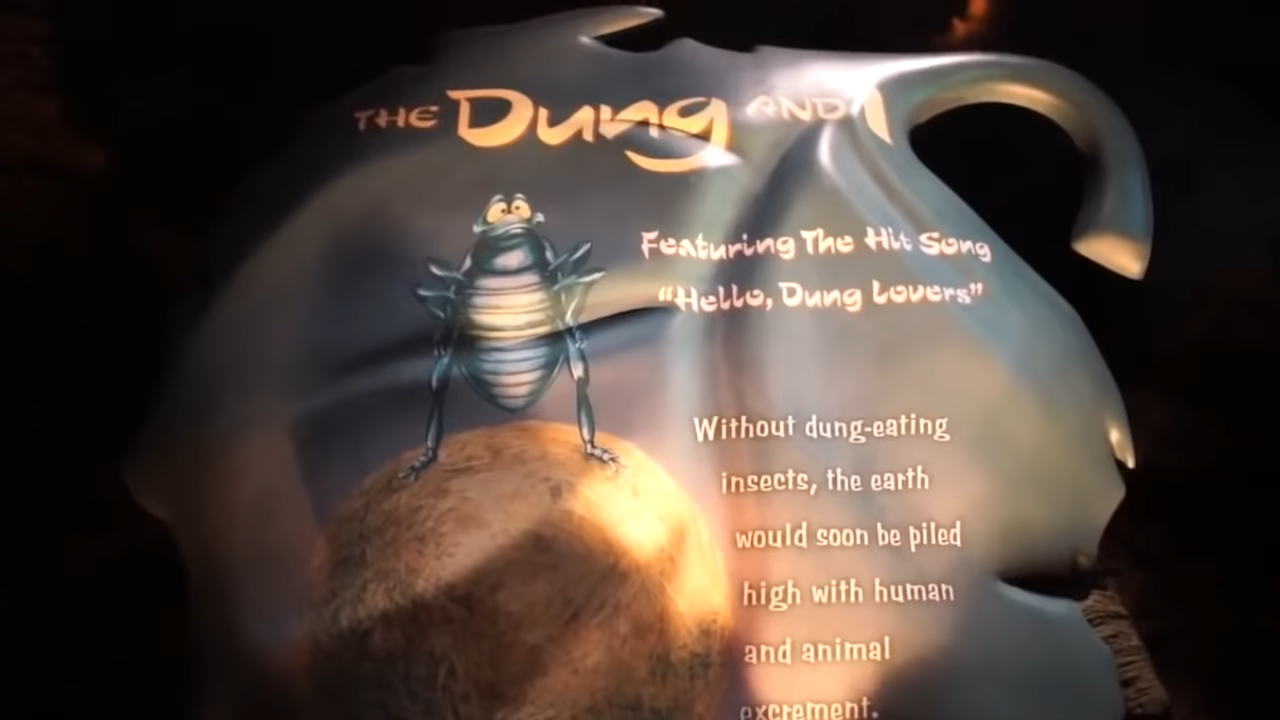 THE Dung AND I
Featuring The Hit Song
"Hello, Dung Lovers"
Without dung-eating
insects, the earth
would soon be piled
high with human
and animal
excrement.